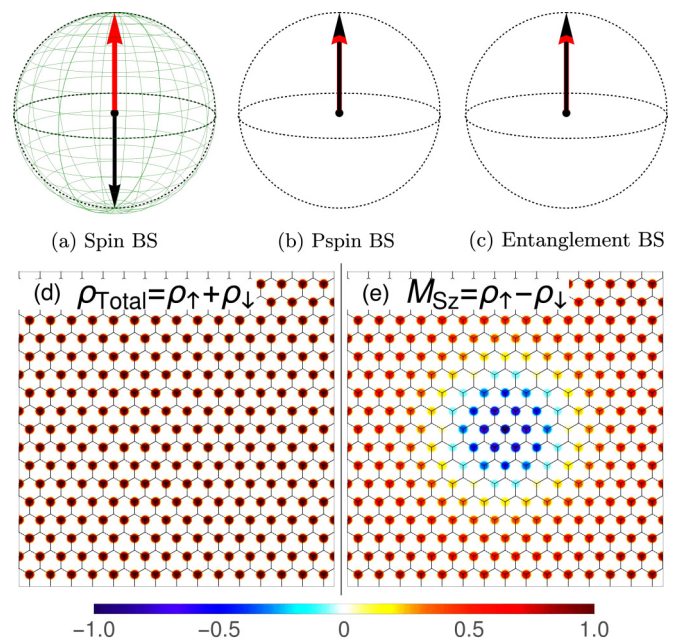 (a) Spin BS
(b) Pspin BS
(c) Entanglement BS
(d) ρTotal=ρ↑+ρ↓
(e) MSz=ρ↑−ρ↓
-1.0 -0.5 0 0.5 1.0